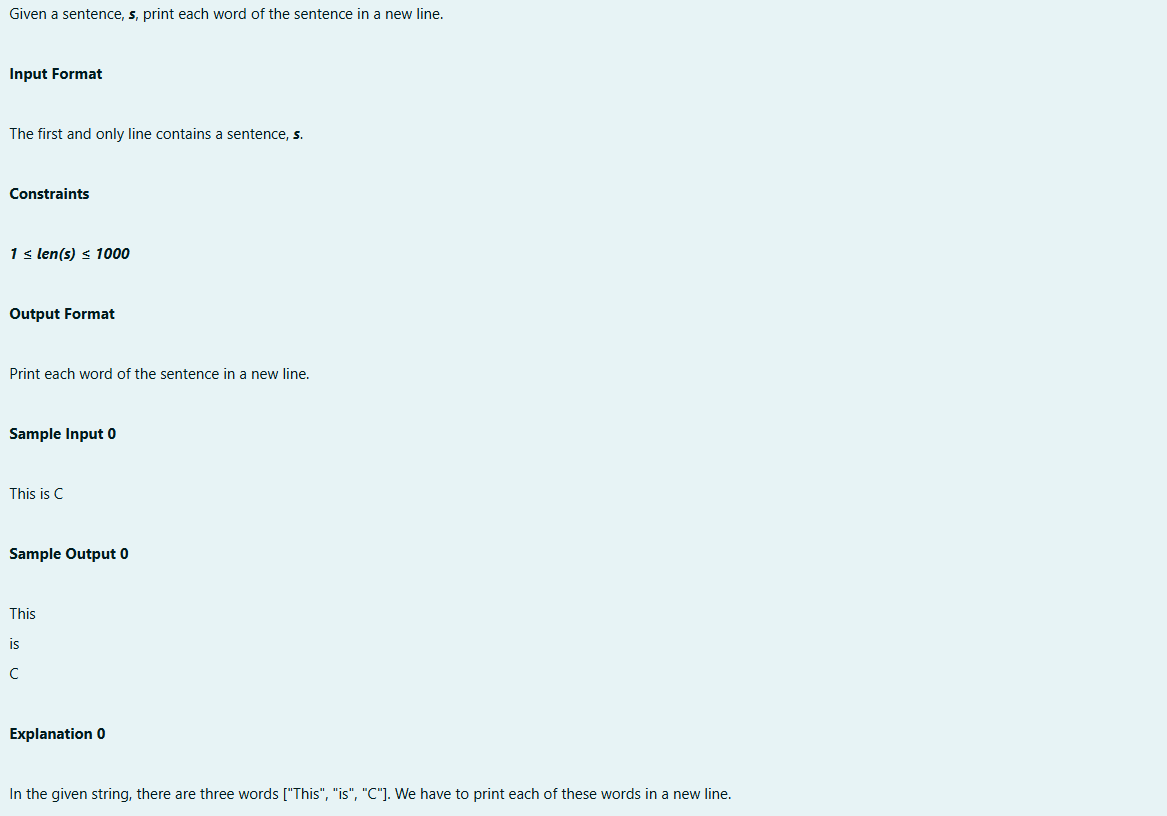 Given a sentence, s, print each word of the sentence in a new line.
Input Format
The first and only line contains a sentence, s.
Constraints
1 ≤ len(s) ≤ 1000
Output Format
Print each word of the sentence in a new line.
Sample Input 0
This is C
Sample Output 0
This
is
C
Explanation 0
In the given string, there are three words ["This", "is", "C"]. We have to print each of these words in a new line.